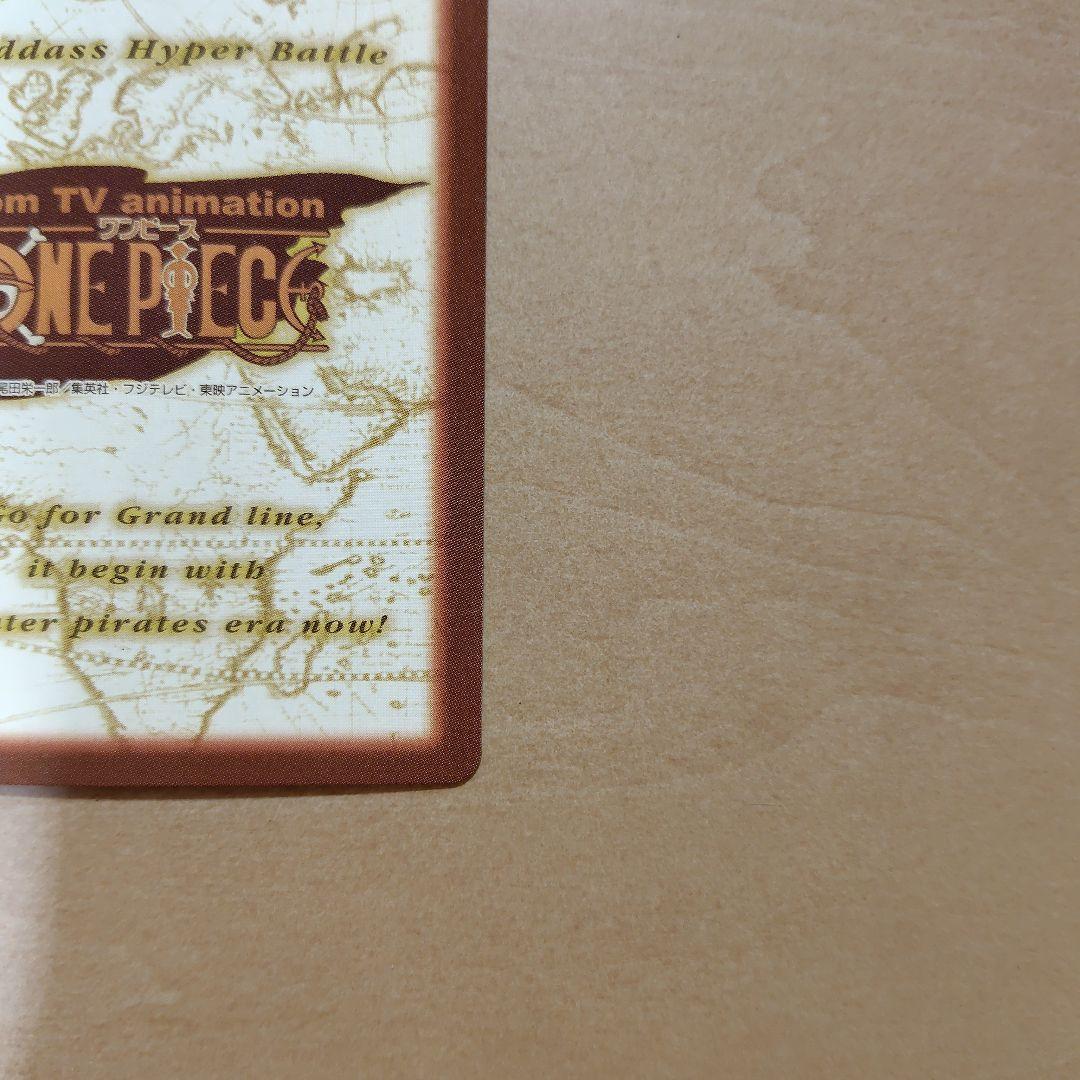 ddass Hyper Battle
om TV animation
ワンピース
ONE PIECE
尾田栄一郎／集英社・フジテレビ・東映アニメーション
Go for Grand line,
it begin with
ater pirates era now!